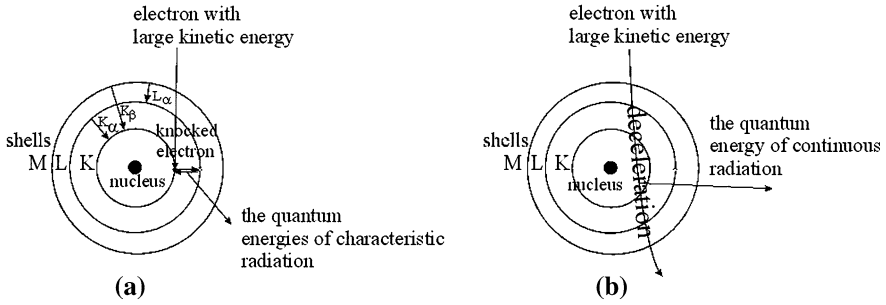 electron with
large kinetic energy
Lα
Kβ
Kα
knocked
electron
shells
M L K
nucleus
the quantum
energies of characteristic
radiation
(a)
electron with
large kinetic energy
deceleration
shells
M L K
nucleus
the quantum
energy of continuous
radiation
(b)